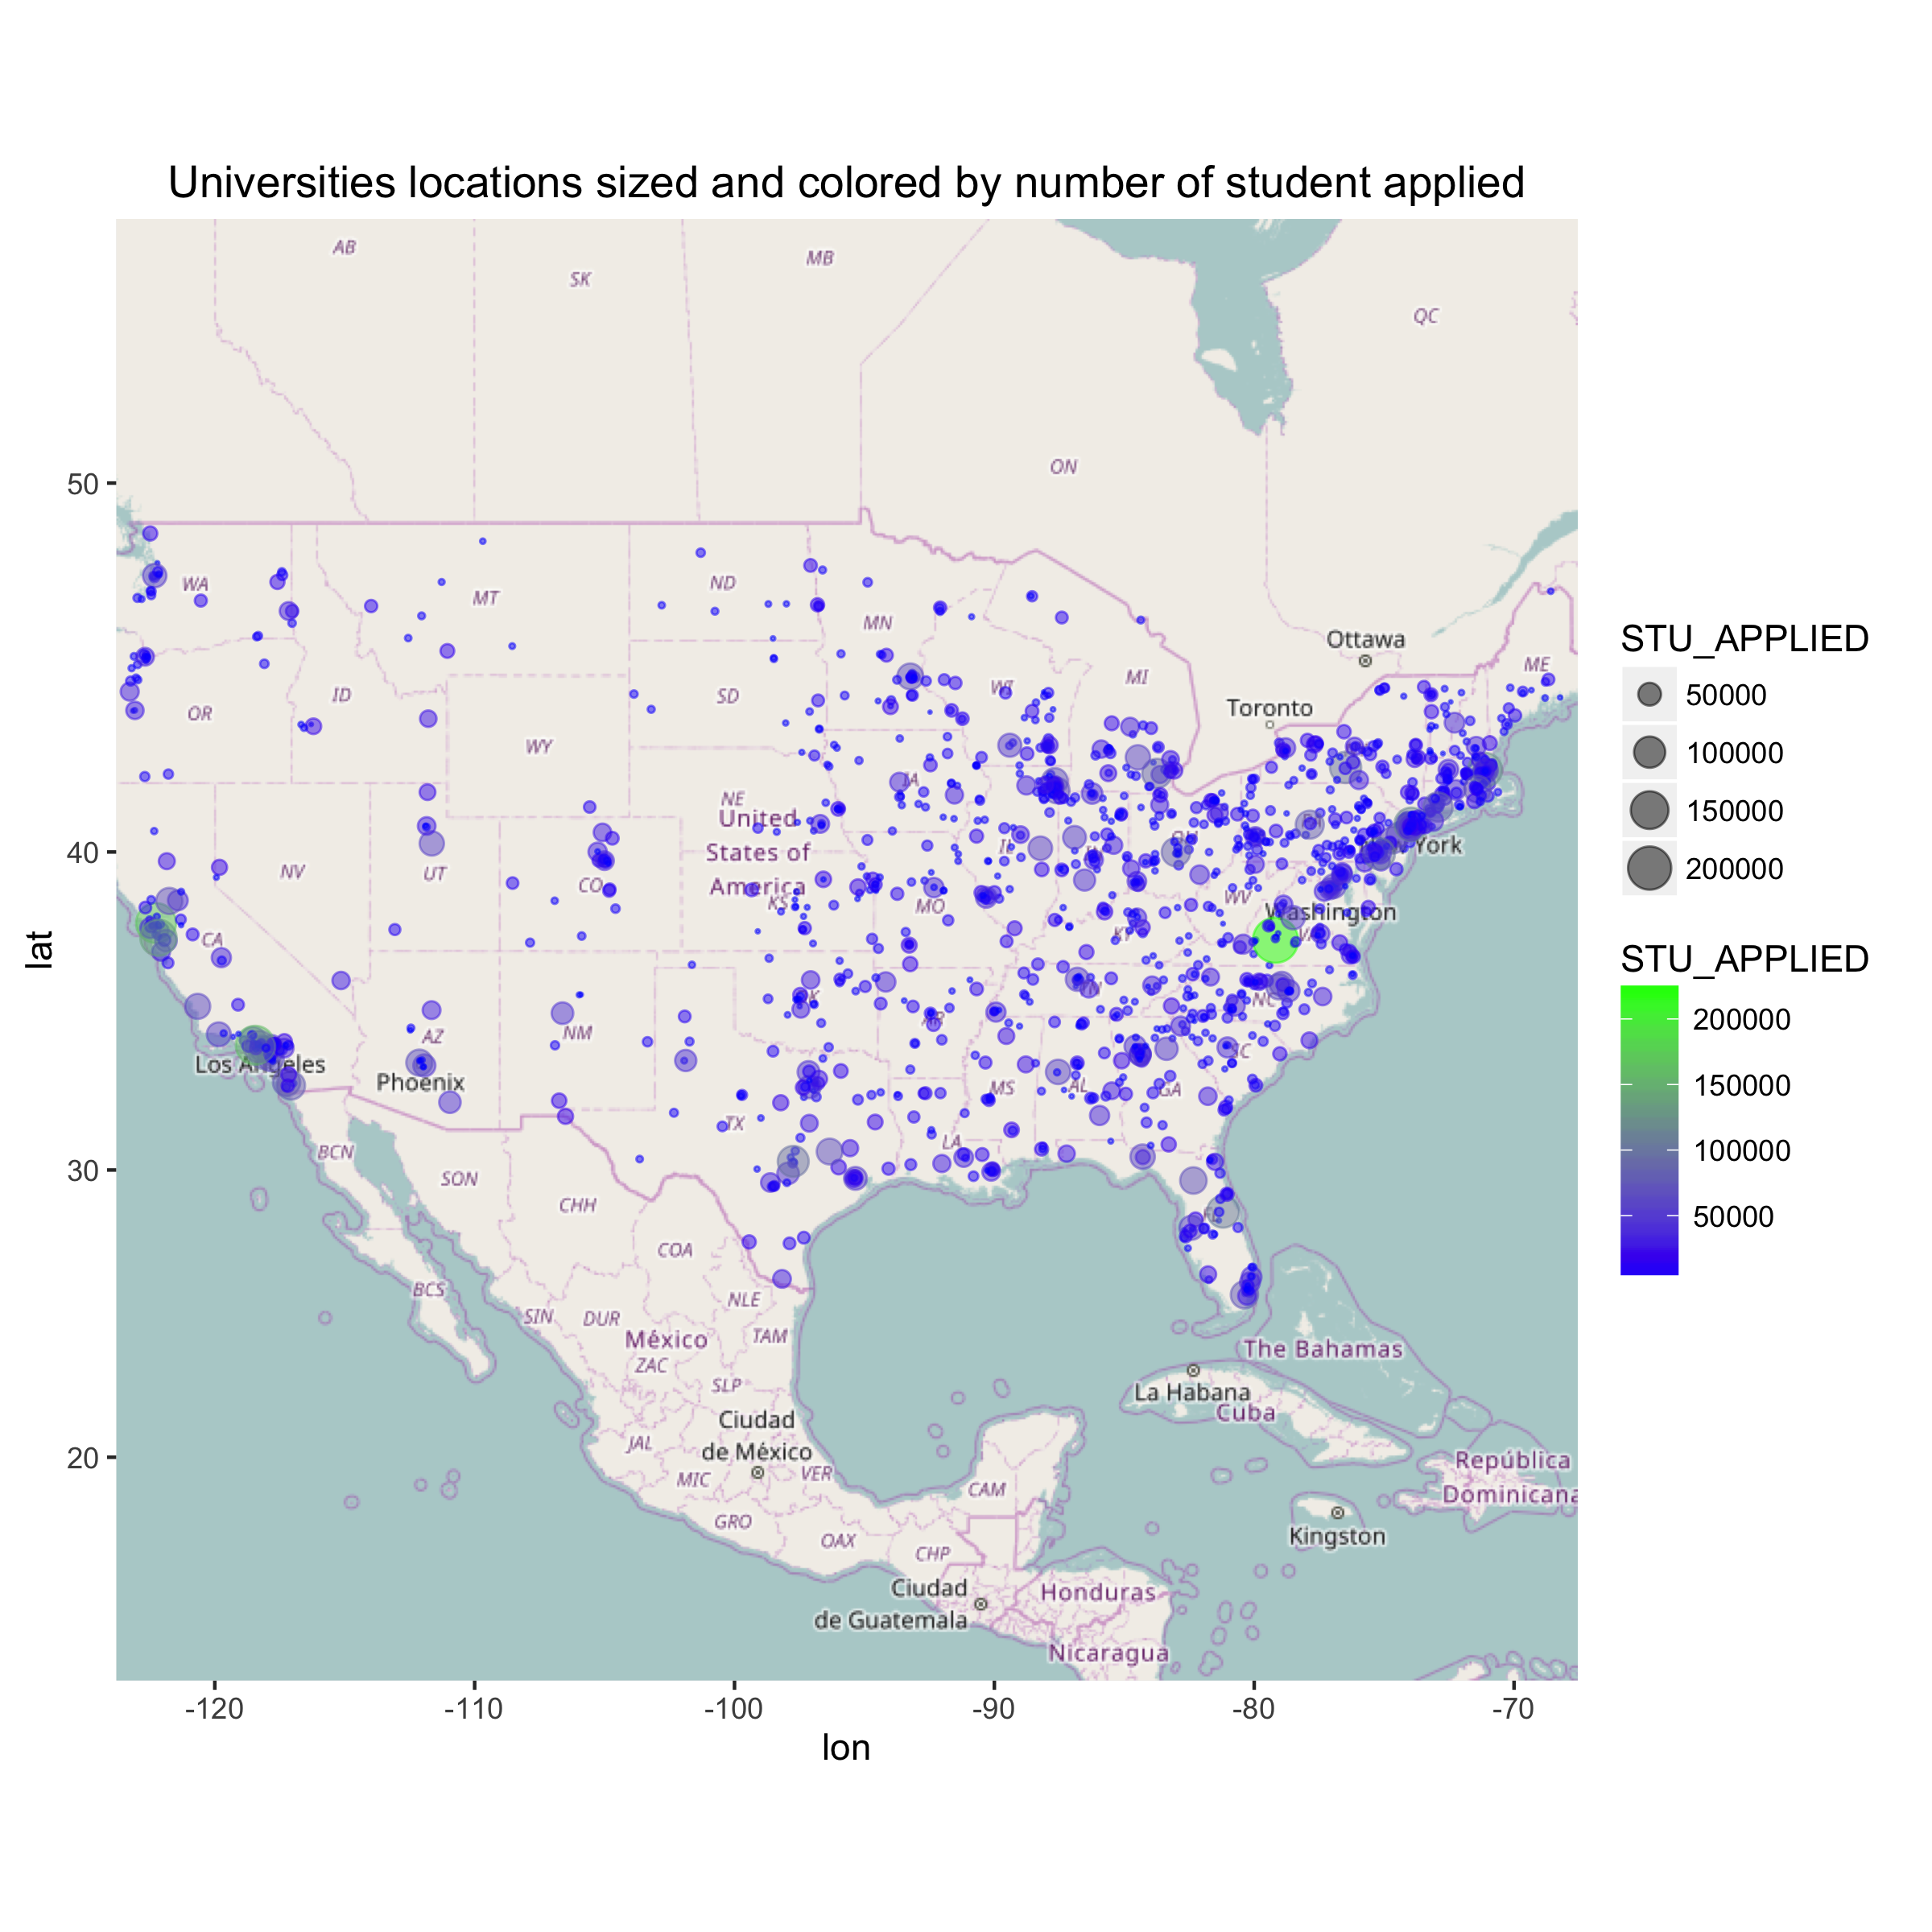 Universities locations sized and colored by number of student applied
AB
SK
MB
QC
ON
50
WA
MT
ND
MN
Ottawa
ME
OR
ID
SD
WI
MI
Toronto
WY
IA
NE
United
States of
America
40
NV
UT
CO
KS
MO
IL
OH
WV
York
Washington
VA
CA
KY
lat
NC
AZ
NM
AR
SC
Los Angeles
Phoenix
TX
MS
AL
GA
LA
30
BCN
SON
CHH
COA
BCS
NLE
SIN
DUR
México
TAM
ZAC
The Bahamas
SLP
La Habana
Cuba
Ciudad
de México
JAL
MIC
VER
20
CAM
República
Dominicana
GRO
OAX
CHP
Kingston
Ciudad
de Guatemala
Honduras
Nicaragua
-120
-110
-100
-90
-80
-70
lon
STU_APPLIED
50000
100000
150000
200000
STU_APPLIED
200000
150000
100000
50000